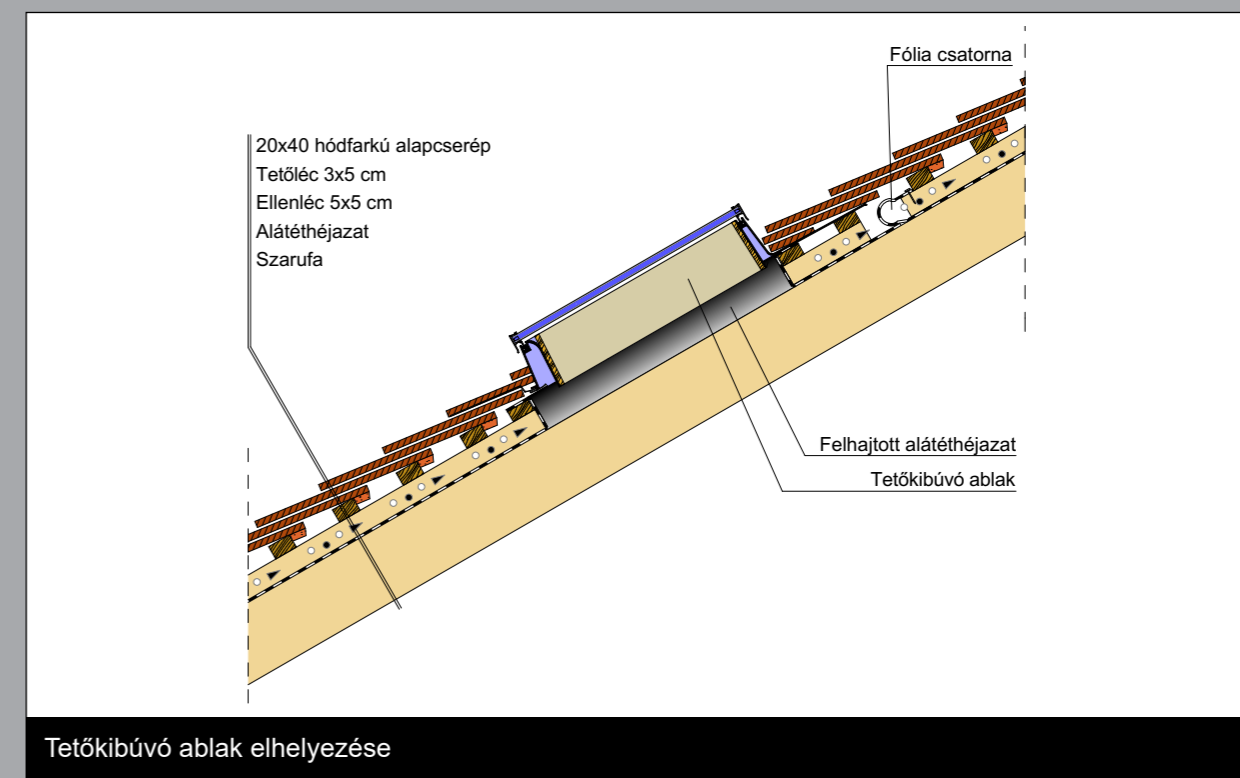 Fólia csatorna
20x40 hódfarkú alapcserép
Tetőléc 3x5 cm
Ellenléc 5x5 cm
Alátéthéjazat
Szarufa
Felhajtott alátéthéjazat
Tetőkibúvó ablak
Tetőkibúvó ablak elhelyezése